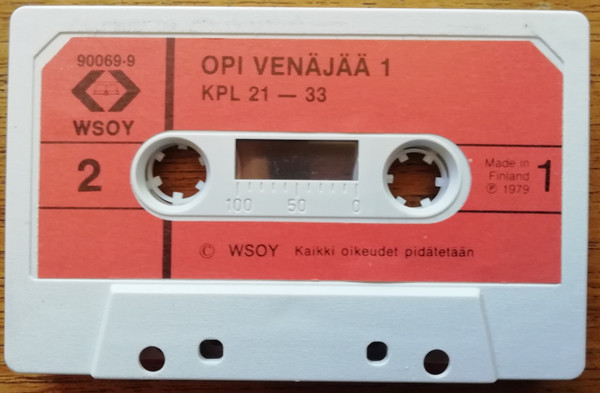 90069-9
WSOY
OPI VENÄJÄÄ 1
KPL 21 — 33
2
100 50 0
Made in
Finland
℗ 1979
1
© WSOY Kaikki oikeudet pidätetään